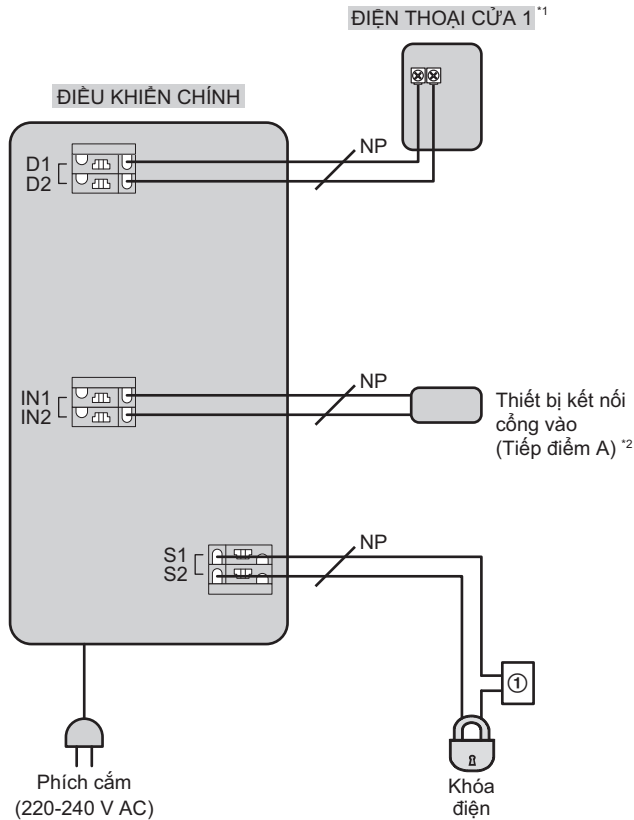 ĐIỆN THOẠI CỬA 1 *1
ĐIỀU KHIỂN CHÍNH
D1
D2
NP
IN1
IN2
NP
Thiết bị kết nối
cổng vào
(Tiếp điểm A) *2
S1
S2
NP
①
Phích cắm
(220-240 V AC)
Khóa
điện